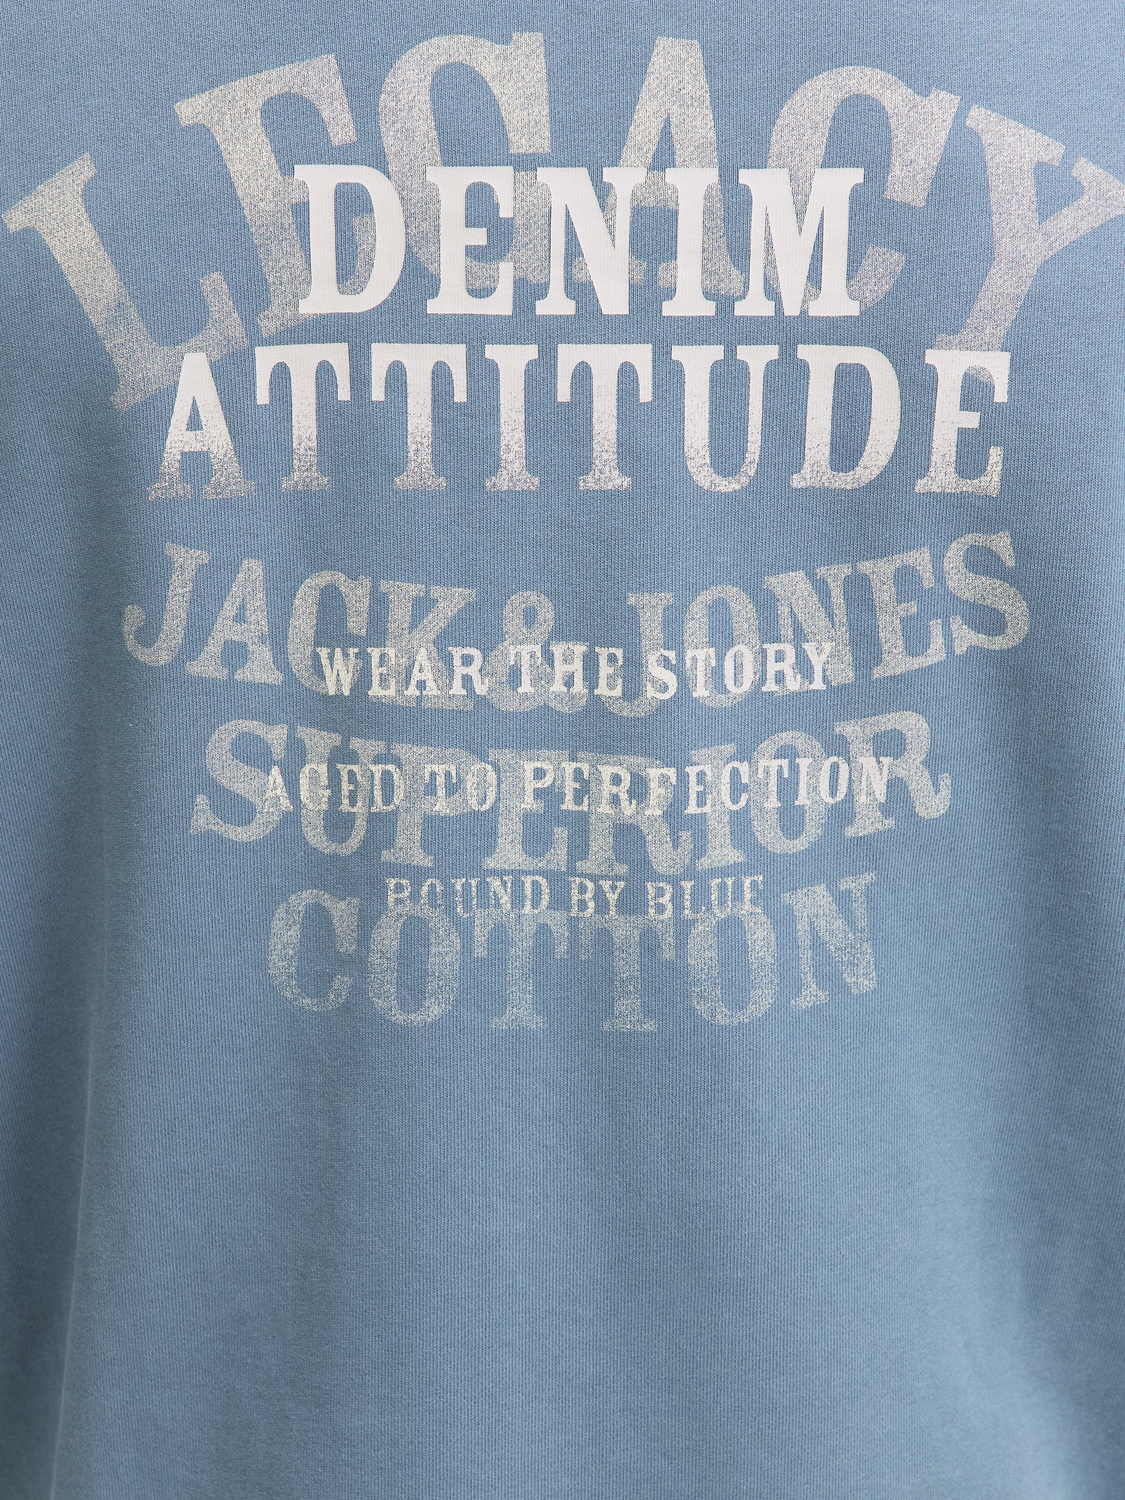 LEGACY
DENIM
ATTITUDE
JACK & JONES
WEAR THE STORY
SUPERIOR
AGED TO PERFECTION
BOUND BY BLUE
COTTON